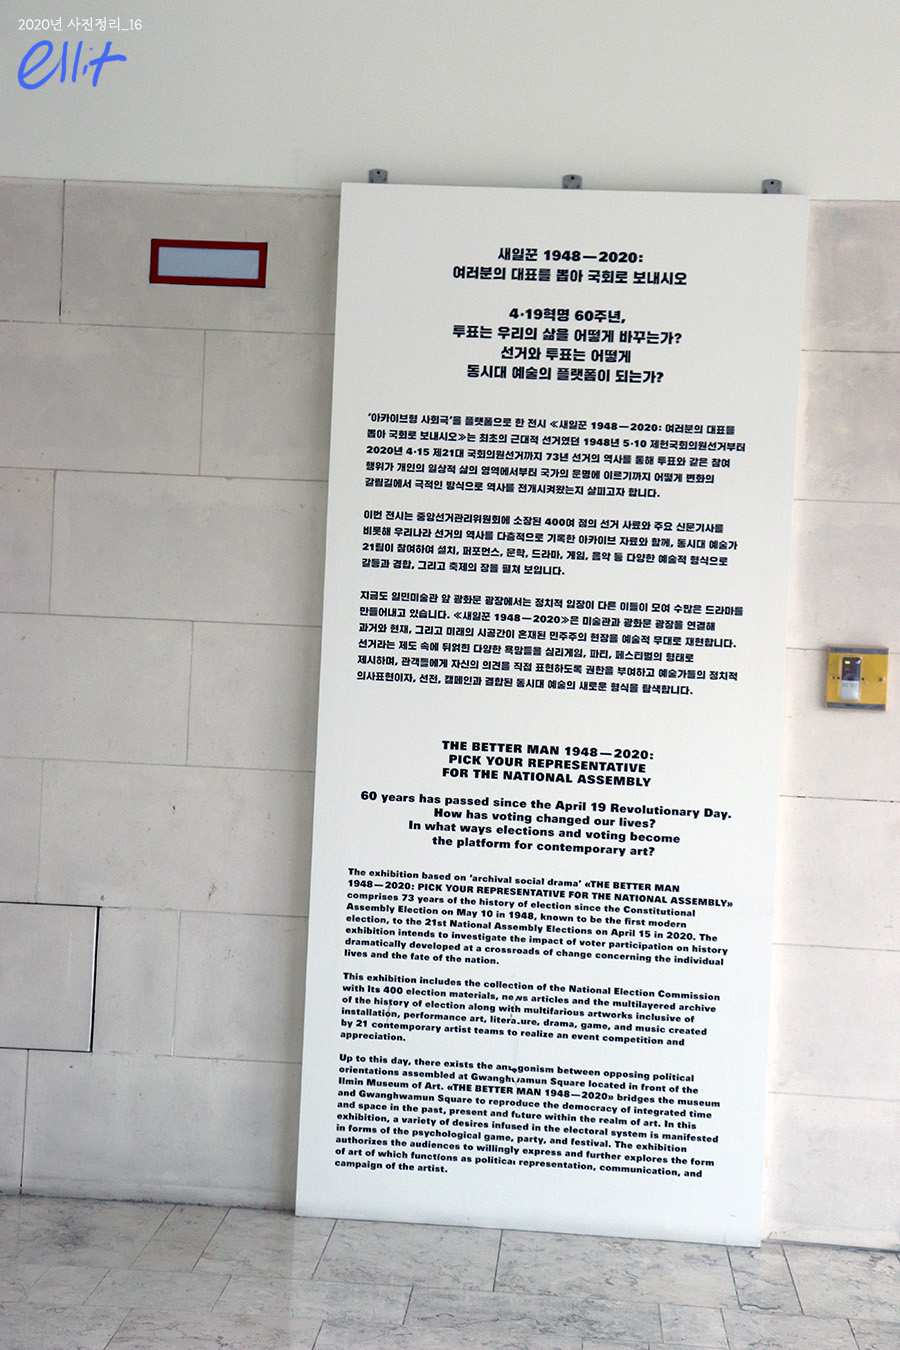 2020년 사진정리_16
ellit
새일꾼 1948—2020:
여러분의 대표를 뽑아 국회로 보내시오
4·19혁명 60주년,
투표는 우리의 삶을 어떻게 바꾸는가?
선거와 투표는 어떻게
동시대 예술의 플랫폼이 되는가?
‘아카이브형 사회극’을 플랫폼으로 한 전시 ≪새일꾼 1948—2020: 여러분의 대표를
뽑아 국회로 보내시오≫는 최초의 근대적 선거였던 1948년 5·10 제헌국회의원선거부터
2020년 4·15 제21대 국회의원선거까지 73년 선거의 역사를 통해 투표와 같은 참여
행위가 개인의 일상적 삶의 영역에서부터 국가의 운명에 이르기까지 어떻게 변화의
갈림길에서 극적인 방식으로 역사를 전개시켜왔는지 살피고자 합니다.
이번 전시는 중앙선거관리위원회에 소장된 400여 점의 선거 사료와 주요 신문기사를
비롯해 우리나라 선거의 역사를 다층적으로 기록한 아카이브 자료와 함께, 동시대 예술가
21팀이 참여하여 설치, 퍼포먼스, 문학, 드라마, 게임, 음악 등 다양한 예술적 형식으로
갈등과 경합, 그리고 축제의 장을 펼쳐 보입니다.
지금도 일민미술관 앞 광화문 광장에서는 정치적 입장이 다른 이들이 모여 수많은 드라마를
만들어내고 있습니다. ≪새일꾼 1948—2020≫은 미술관과 광화문 광장을 연결해
과거와 현재, 그리고 미래의 시공간이 혼재된 민주주의 현장을 예술적 무대로 재현합니다.
선거라는 제도 속에 뒤얽힌 다양한 욕망들을 심리게임, 파티, 페스티벌의 형태로
제시하며, 관객들에게 자신의 의견을 직접 표현하도록 권한을 부여하고 예술가들의 정치적
의사표현이자, 선전, 캠페인과 결합된 동시대 예술의 새로운 형식을 탐색합니다.
THE BETTER MAN 1948—2020:
PICK YOUR REPRESENTATIVE
FOR THE NATIONAL ASSEMBLY
60 years has passed since the April 19 Revolutionary Day.
How has voting changed our lives?
In what ways elections and voting become
the platform for contemporary art?
The exhibition based on ‘archival social drama’ «THE BETTER MAN
1948—2020: PICK YOUR REPRESENTATIVE FOR THE NATIONAL ASSEMBLY»
comprises 73 years of the history of election since the Constitutional
Assembly Election on May 10 in 1948, known to be the first modern
election, to the 21st National Assembly Elections on April 15 in 2020. The
exhibition intends to investigate the impact of voter participation on history
dramatically developed at a crossroads of change concerning the individual
lives and the fate of the nation.
This exhibition includes the collection of the National Election Commission
with its 400 election materials, news articles and the multilayered archive
of the history of election along with multifarious artworks inclusive of
installation, performance art, literature, drama, game, and music created
by 21 contemporary artist teams to realize an event competition and
appreciation.
Up to this day, there exists the antagonism between opposing political
orientations assembled at Gwanghwamun Square located in front of the
Ilmin Museum of Art. «THE BETTER MAN 1948—2020» bridges the museum
and Gwanghwamun Square to reproduce the democracy of integrated time
and space in the past, present and future within the realm of art. In this
exhibition, a variety of desires infused in the electoral system is manifested
in forms of the psychological game, party, and festival. The exhibition
authorizes the audiences to willingly express and further explores the form
of art of which functions as political representation, communication, and
campaign of the artist.